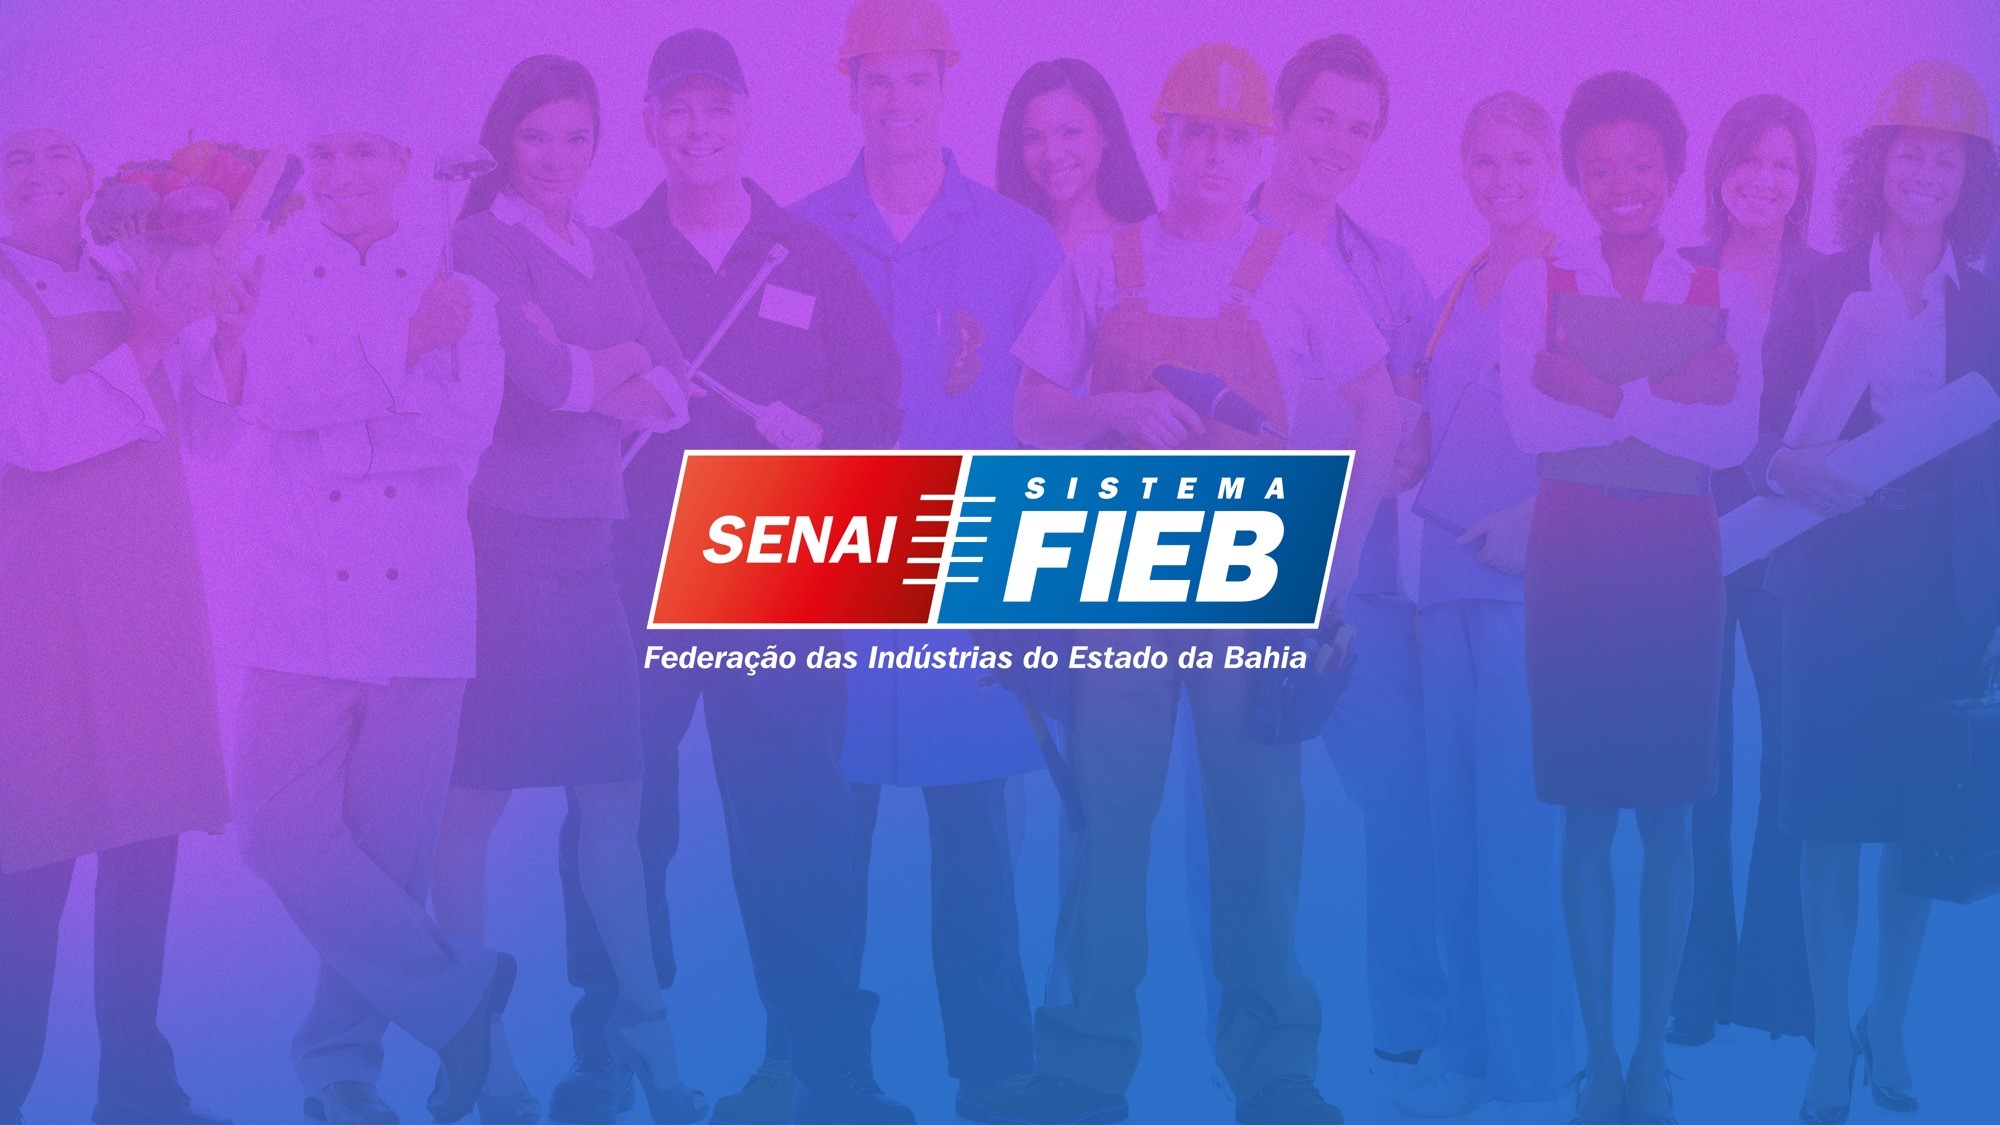 SENAI
SISTEMA
FIEB
Federação das Indústrias do Estado da Bahia